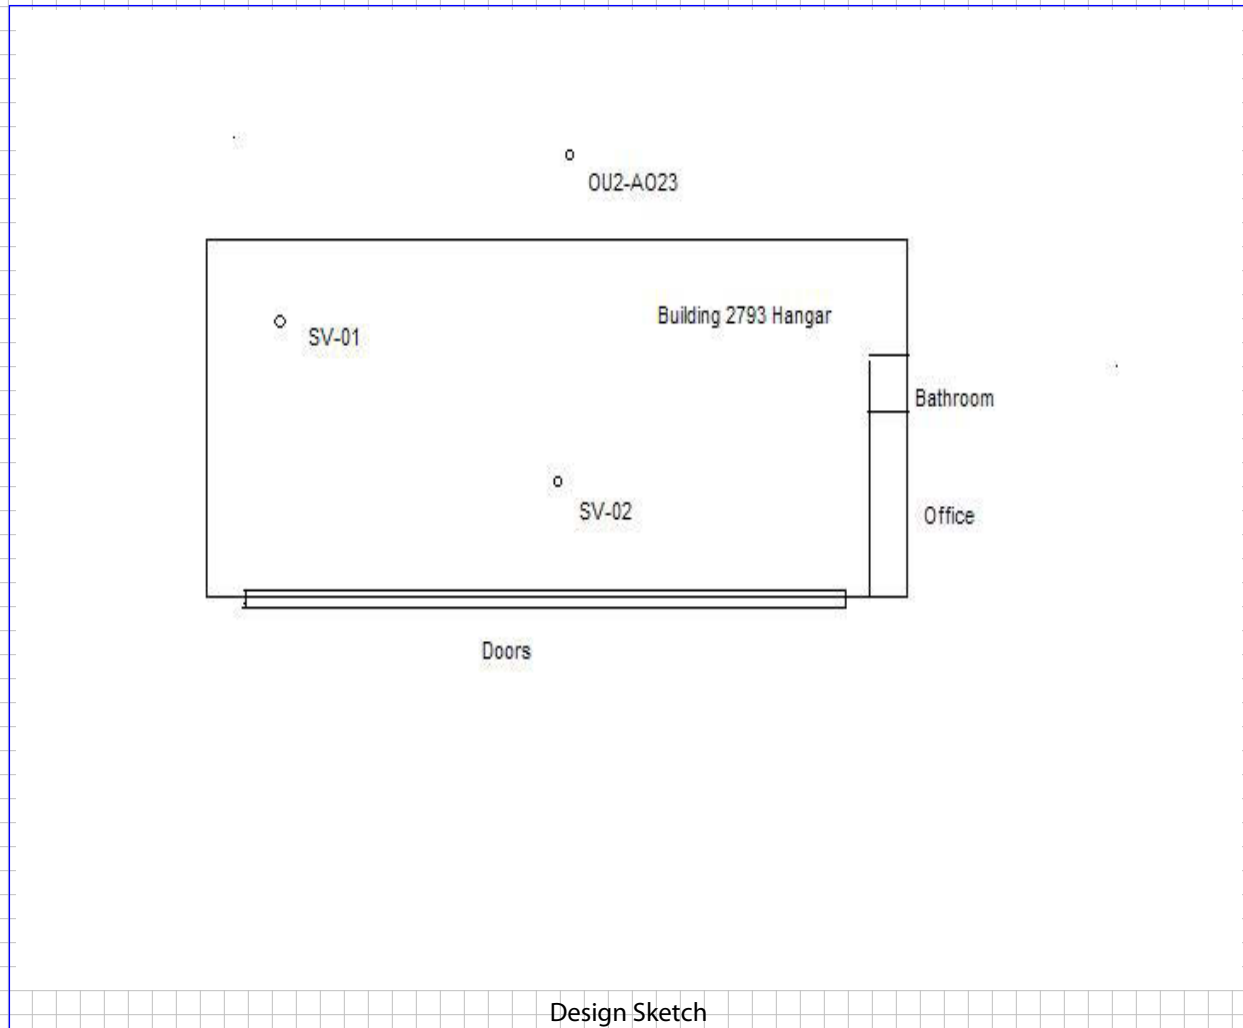 OU2-AO23
Building 2793 Hangar
SV-01
Bathroom
SV-02
Office
Doors
Design Sketch